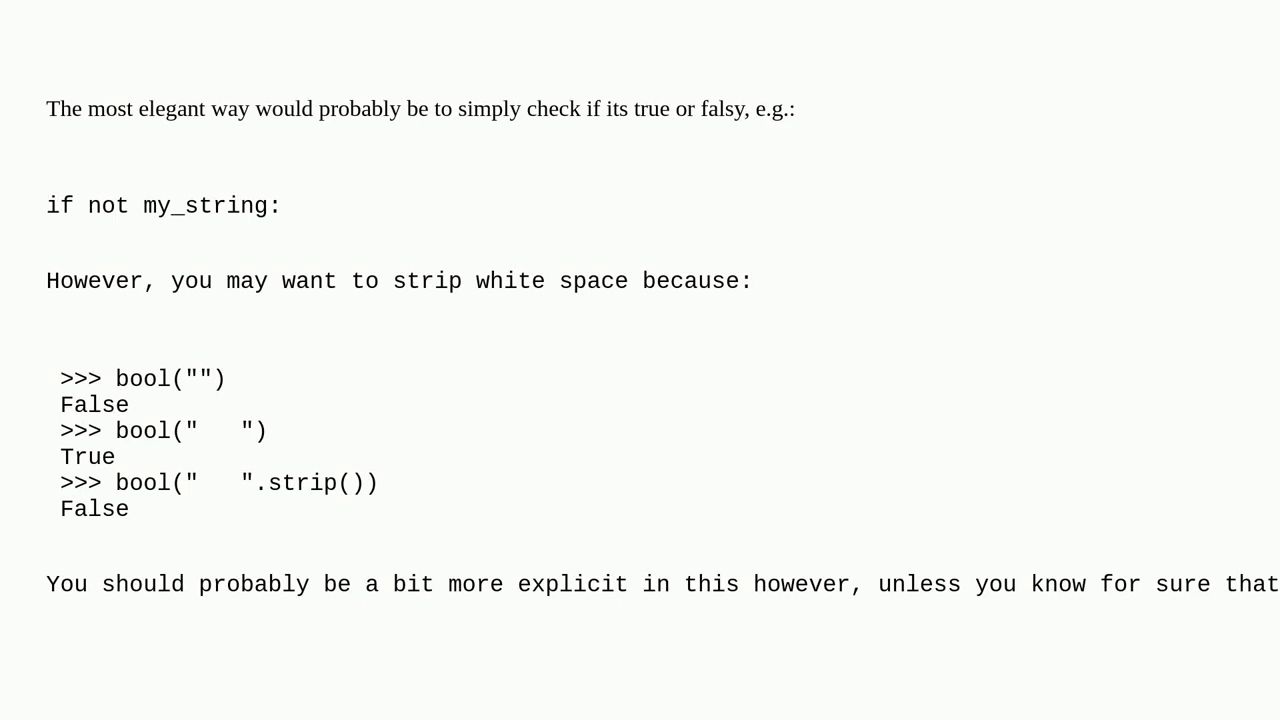 The most elegant way would probably be to simply check if its true or falsy, e.g.:
if not my_string:
However, you may want to strip white space because:
>>> bool("")
False
>>> bool("   ")
True
>>> bool("   ".strip())
False
You should probably be a bit more explicit in this however, unless you know for sure that